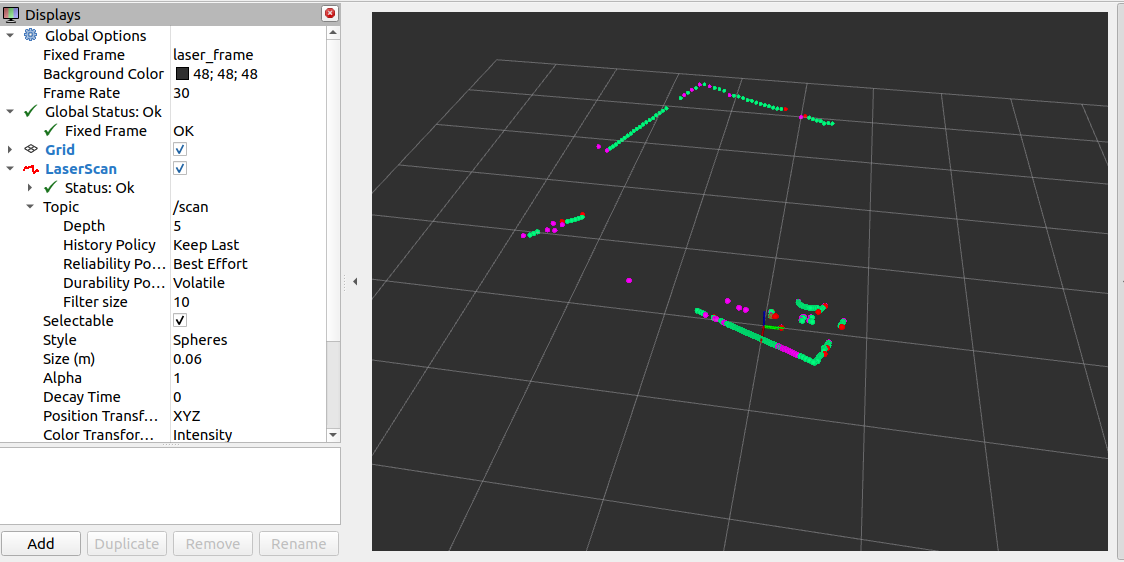 Displays
Global Options
Fixed Frame laser_frame
Background Color 48; 48; 48
Frame Rate 30
Global Status: Ok
Fixed Frame OK
Grid
LaserScan
Status: Ok
Topic /scan
Depth 5
History Policy Keep Last
Reliability Po... Best Effort
Durability Po... Volatile
Filter size 10
Selectable
Style Spheres
Size (m) 0.06
Alpha 1
Decay Time 0
Position Transf... XYZ
Color Transfor... Intensity
Add Duplicate Remove Rename